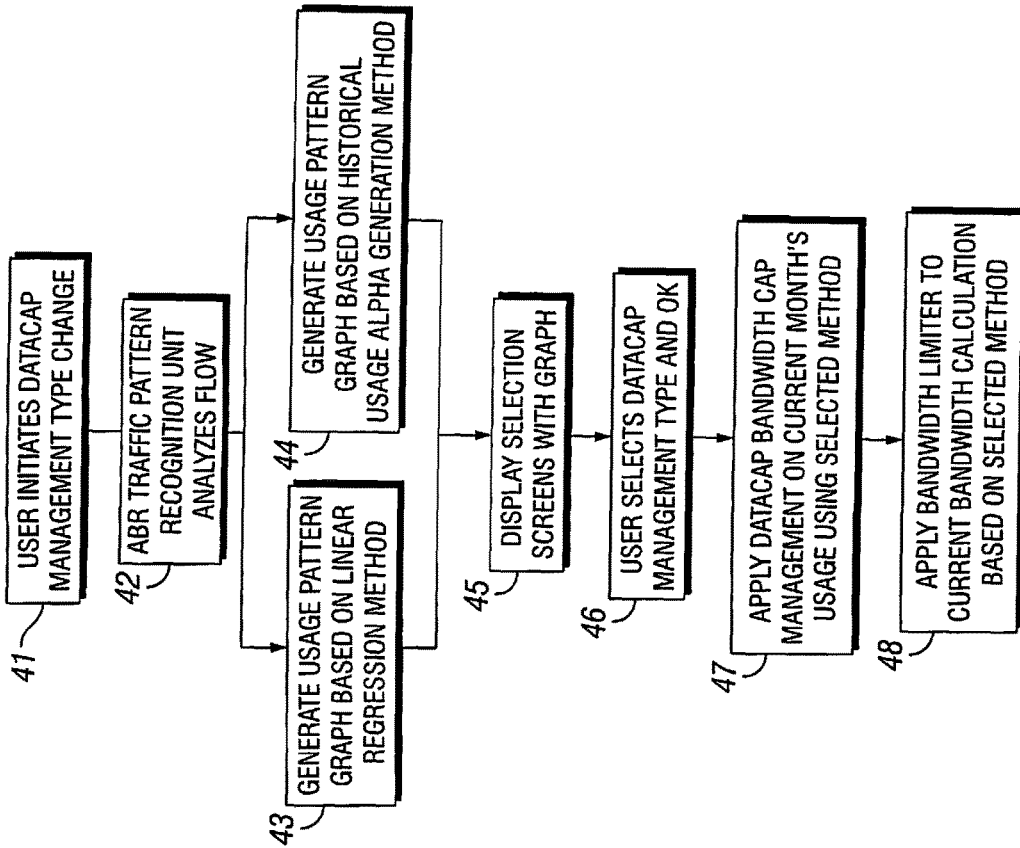 41
USER INITIATES DATACAP
MANAGEMENT TYPE CHANGE
42
ABR TRAFFIC PATTERN
RECOGNITION UNIT
ANALYZES FLOW
43
GENERATE USAGE PATTERN
GRAPH BASED ON LINEAR
REGRESSION METHOD
44
GENERATE USAGE PATTERN
GRAPH BASED ON HISTORICAL
USAGE ALPHA GENERATION METHOD
45
DISPLAY SELECTION
SCREENS WITH GRAPH
46
USER SELECTS DATACAP
MANAGEMENT TYPE AND OK
47
APPLY DATACAP BANDWIDTH CAP
MANAGEMENT ON CURRENT MONTH'S
USAGE USING SELECTED METHOD
48
APPLY BANDWIDTH LIMITER TO
CURRENT BANDWIDTH CALCULATION
BASED ON SELECTED METHOD